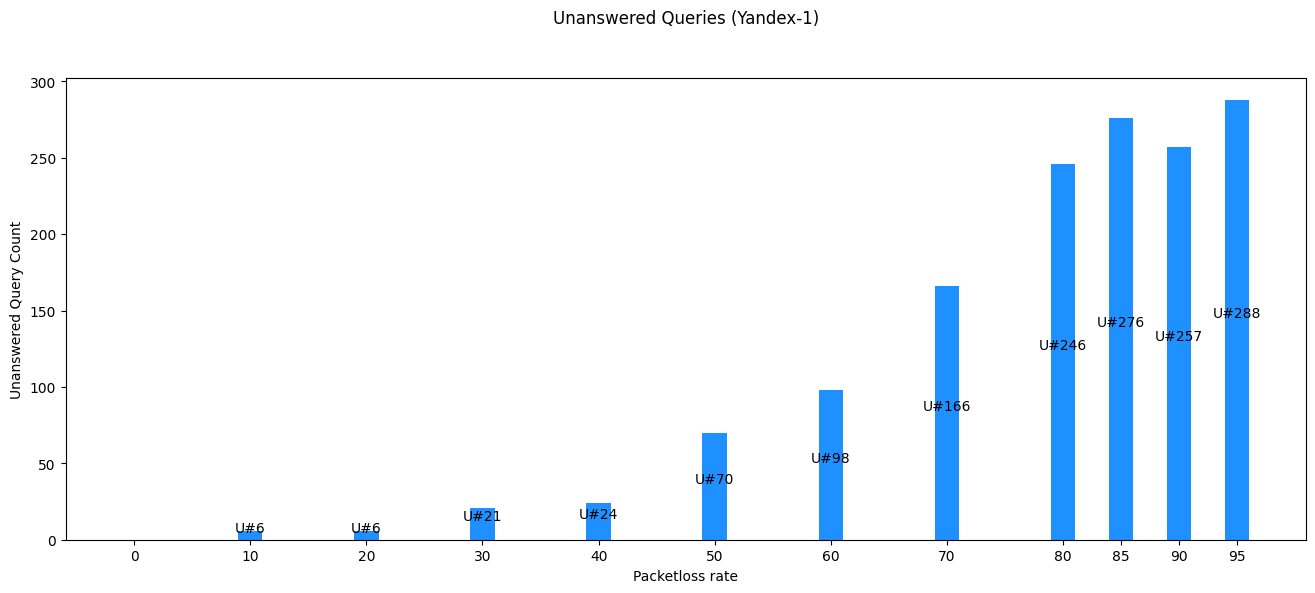 Unanswered Queries (Yandex-1)
300
250
200
150
100
50
0
Unanswered Query Count
U#6
U#6
U#21
U#24
U#70
U#98
U#166
U#246
U#276
U#257
U#288
0 10 20 30 40 50 60 70 80 85 90 95
Packetloss rate